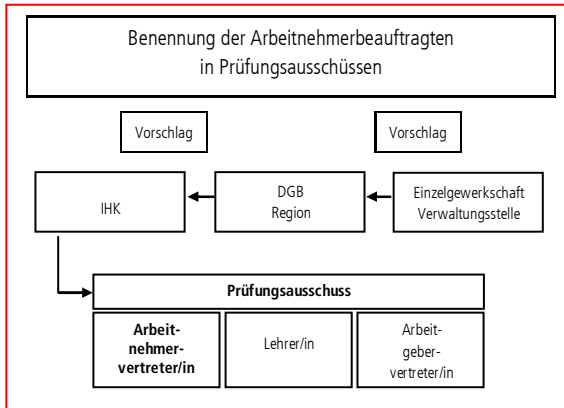 Benennung der Arbeitnehmerbeauftragten
in Prüfungsausschüssen
Vorschlag
Vorschlag
IHK
DGB
Region
Einzelgewerkschaft
Verwaltungsstelle
Prüfungsausschuss
Arbeit-
nehmer-
vertreter/in
Lehrer/in
Arbeit-
geber-
vertreter/in